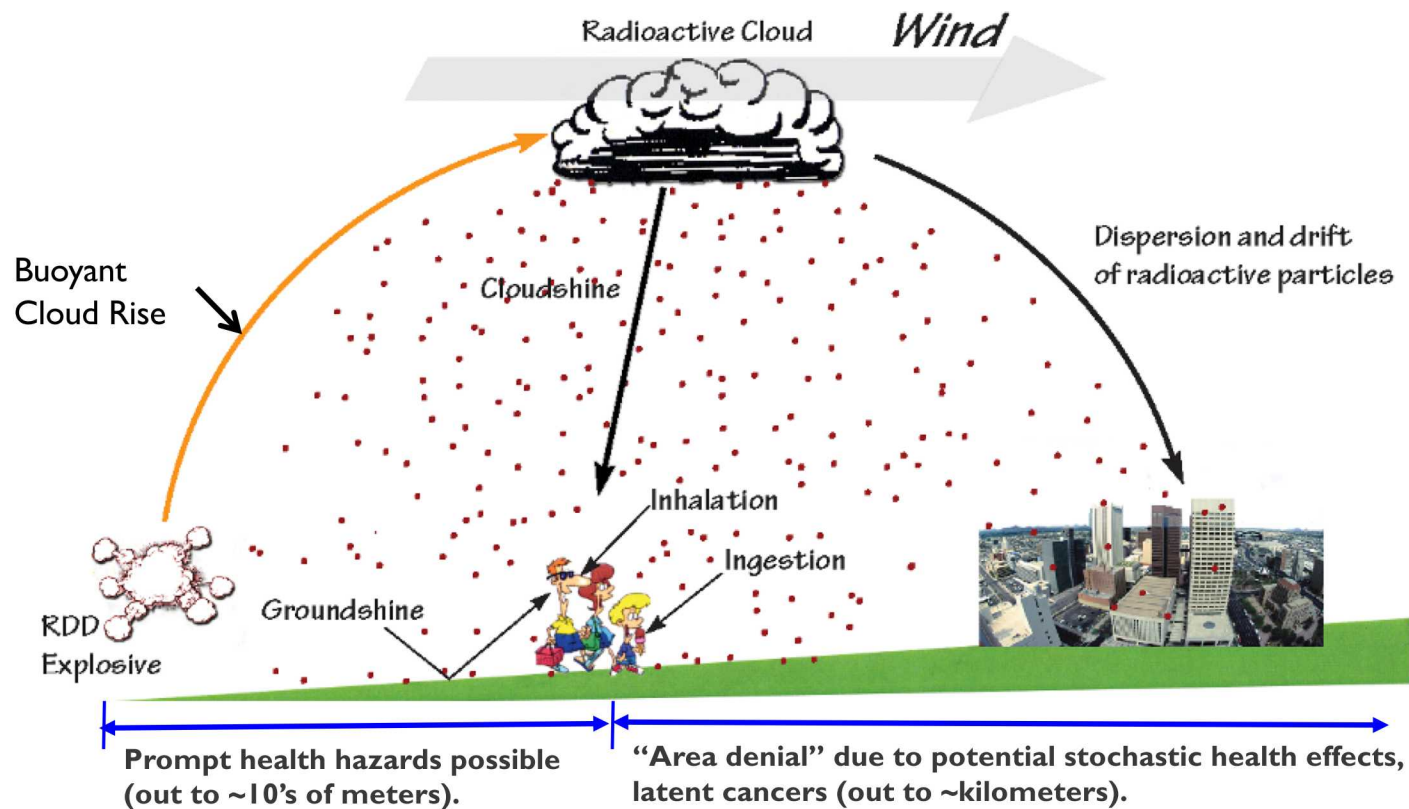 Radioactive Cloud
Wind
Buoyant
Cloud Rise
Cloudshine
Dispersion and drift
of radioactive particles
Inhalation
Ingestion
Groundshine
RDD
Explosive
Prompt health hazards possible
(out to ~10's of meters).
“Area denial” due to potential stochastic health effects,
latent cancers (out to ~kilometers).